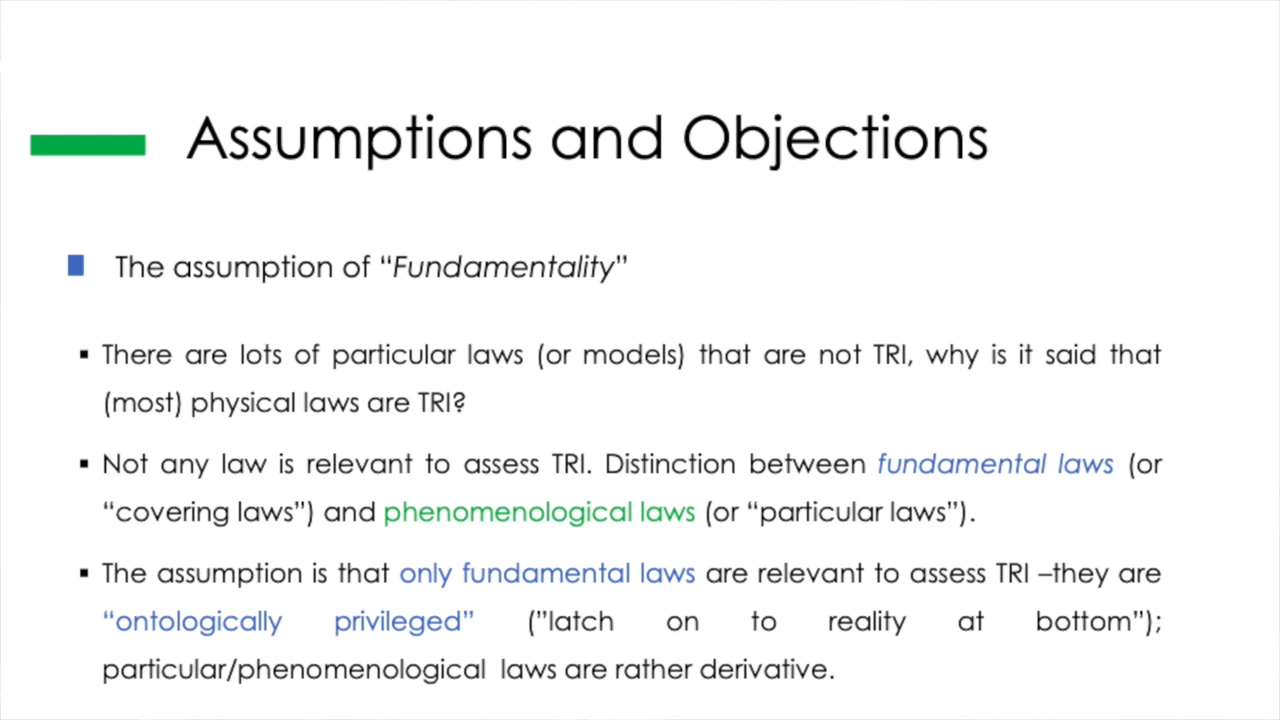 Assumptions and Objections
The assumption of “Fundamentality”
▪ There are lots of particular laws (or models) that are not TRI, why is it said that
(most) physical laws are TRI?
▪ Not any law is relevant to assess TRI. Distinction between fundamental laws (or
“covering laws”) and phenomenological laws (or “particular laws”).
▪ The assumption is that only fundamental laws are relevant to assess TRI –they are
“ontologically privileged” (”latch on to reality at bottom”);
particular/phenomenological laws are rather derivative.